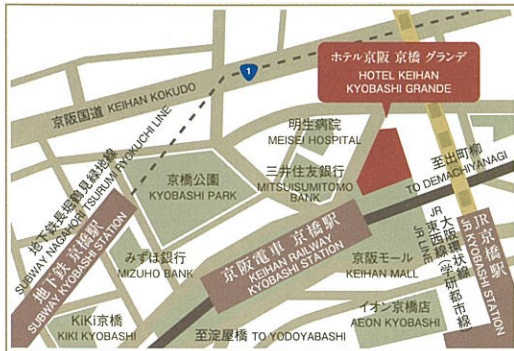 ホテル京阪 京橋 グランデ
HOTEL KEIHAN
KYOBASHI GRANDE
1
京阪国道 KEIHAN KOKUDO
明生病院
MEISEI HOSPITAL
地下鉄長堀鶴見緑地線
SUBWAY NAGAHORI TSURUMI RYOKUCHI LINE
京橋公園
KYOBASHI PARK
三井住友銀行
MITSUISUMITOMO
BANK
至出町柳
TO DEMACHIYANAGI
地下鉄 京橋駅
SUBWAY KYOBASHI STATION
みずほ銀行
MIZUHO BANK
京阪電車 京橋駅
KEIHAN RAILWAY
KYOBASHI STATION
京阪モール
KEIHAN MALL
大阪環状線
JR東西線(学研都市線)
JR LINE
JR京橋駅
JR KYOBASHI STATION
KiKi京橋
KIKI KYOBASHI
至淀屋橋 TO YODOYABASHI
イオン京橋店
AEON KYOBASHI